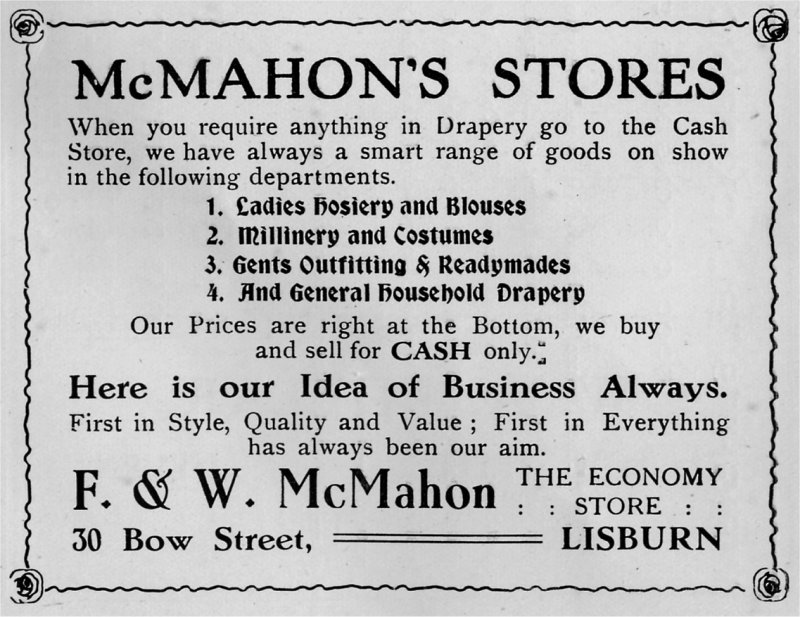 McMAHON'S STORES
When you require anything in Drapery go to the Cash
Store, we have always a smart range of goods on show
in the following departments.
1. Ladies Hosiery and Blouses
2. Millinery and Costumes
3. Gents Outfitting & Readymades
4. And General Household Drapery
Our Prices are right at the Bottom, we buy
and sell for CASH only.
Here is our Idea of Business Always.
First in Style, Quality and Value ; First in Everything
has always been our aim.
F. & W. McMahon THE ECONOMY
: : STORE : :
30 Bow Street, LISBURN